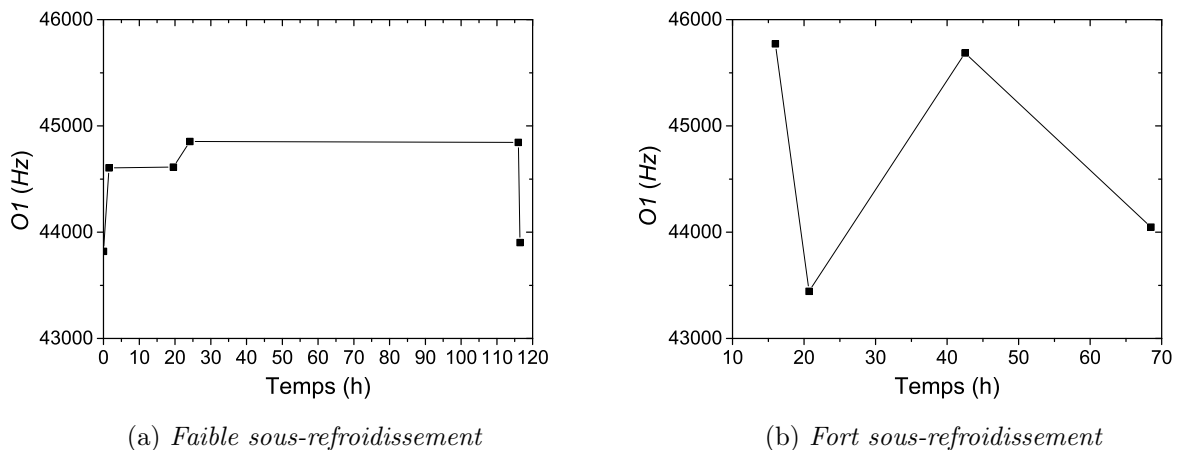 46000
45000
44000
43000
O1 (Hz)
0 10 20 30 40 50 60 70 80 90 100 110 120
Temps (h)
(a) Faible sous-refroidissement
46000
45000
44000
43000
O1 (Hz)
10 20 30 40 50 60 70
Temps (h)
(b) Fort sous-refroidissement